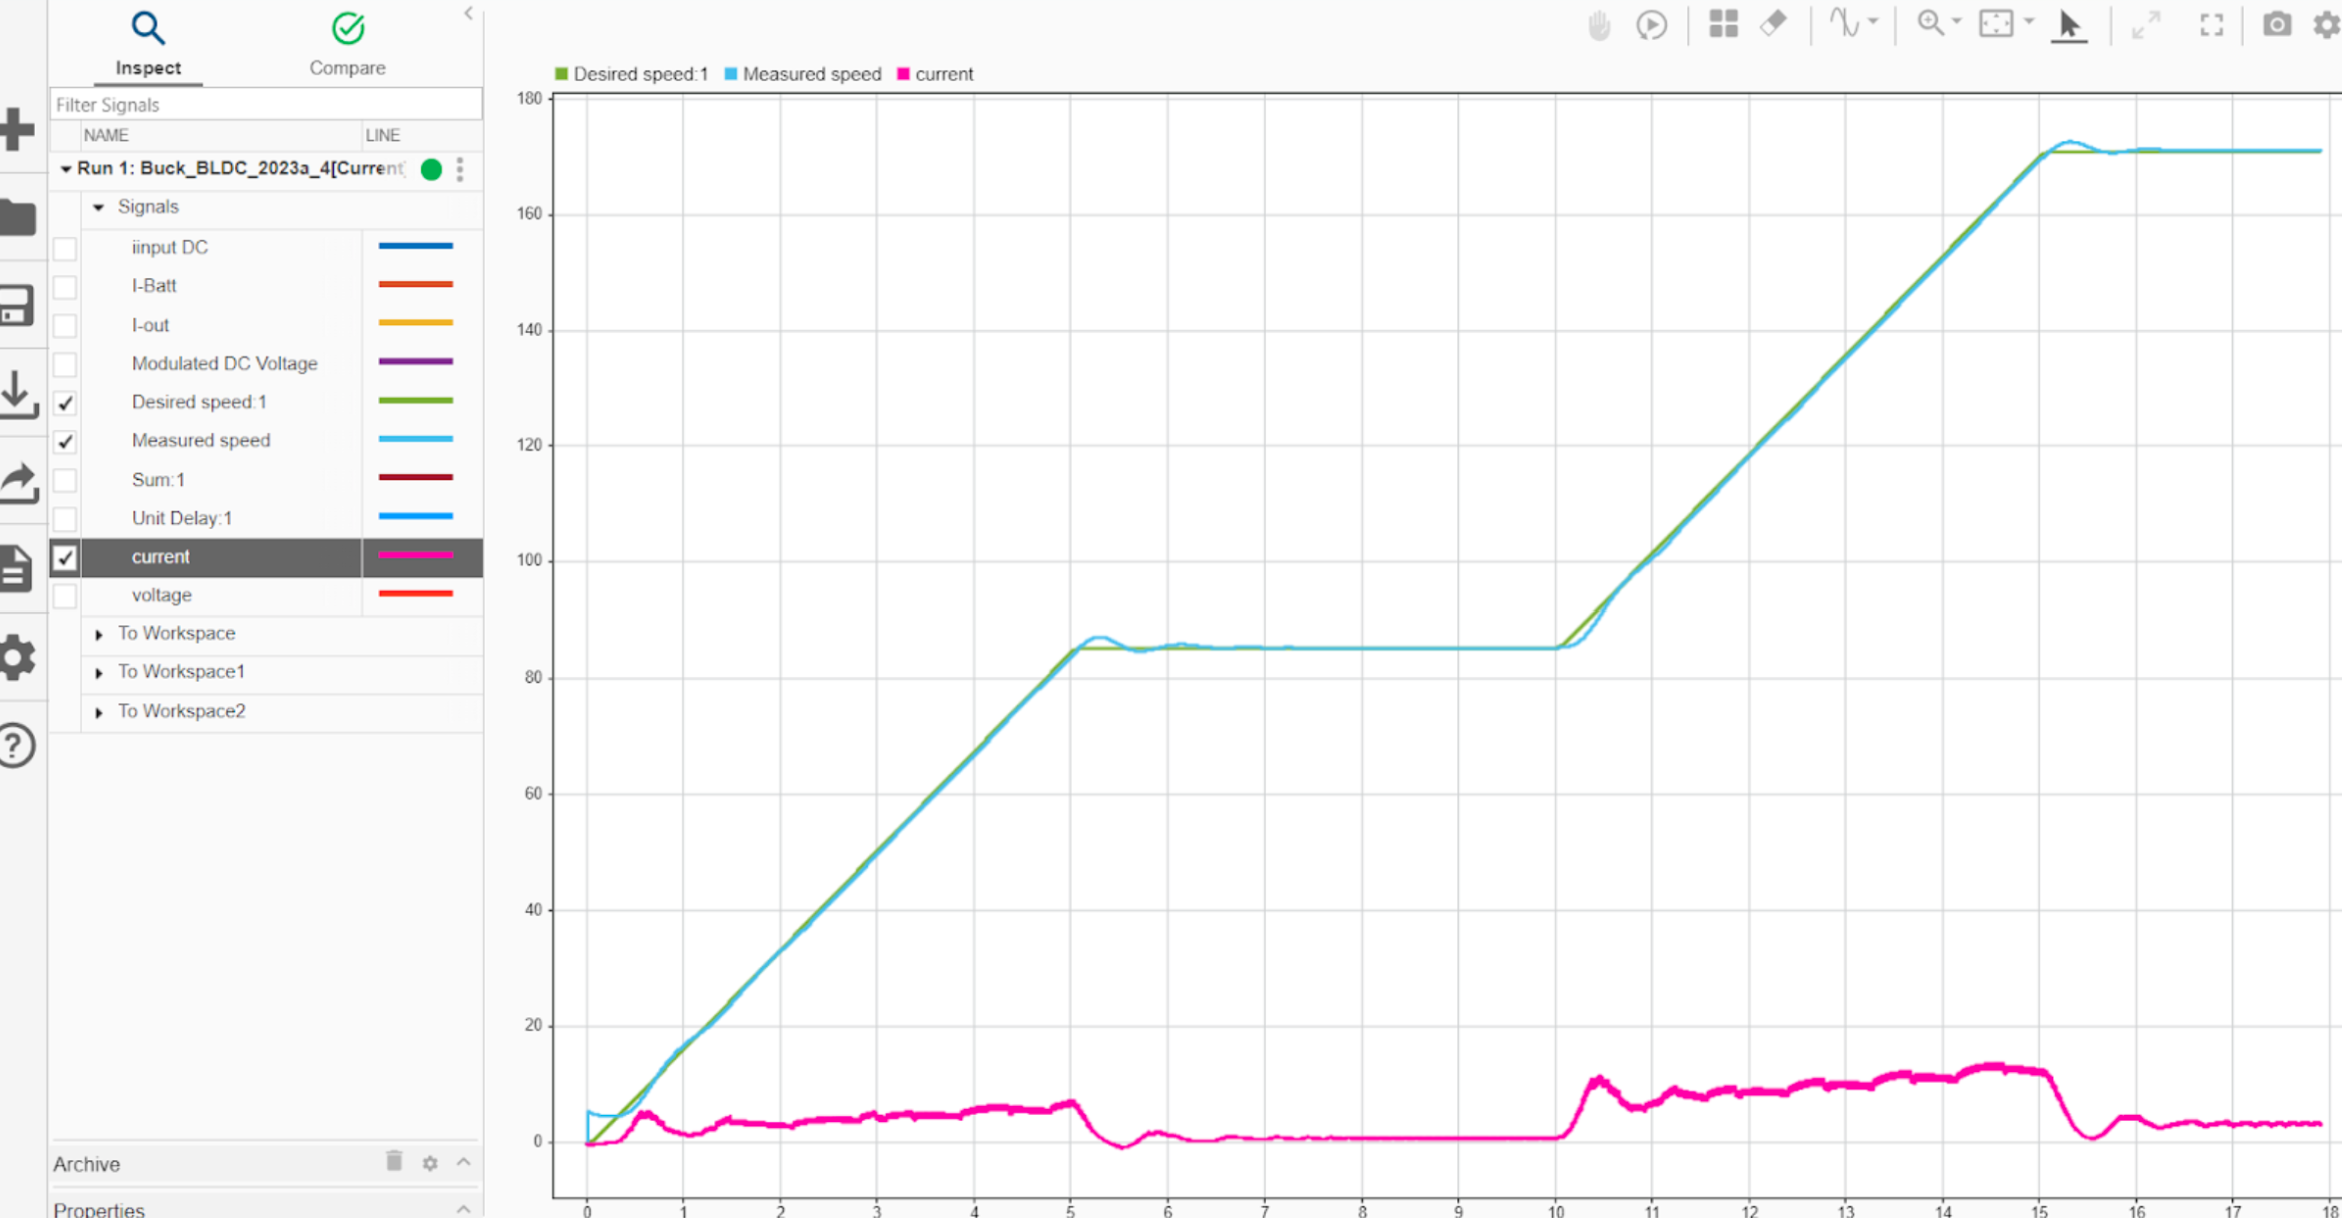 Inspect
Compare
Filter Signals
NAME
LINE
Run 1: Buck_BLDC_2023a_4[Current
Signals
iinput DC
I-Batt
I-out
Modulated DC Voltage
Desired speed:1
Measured speed
Sum:1
Unit Delay:1
current
voltage
To Workspace
To Workspace1
To Workspace2
Archive
Properties
Desired speed:1 Measured speed current
180
160
140
120
100
80
60
40
20
0
0 1 2 3 4 5 6 7 8 9 10 11 12 13 14 15 16 17 18